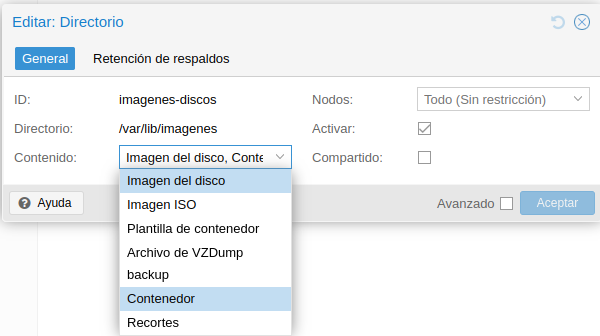 Editar: Directorio
General
Retención de respaldos
ID:
imagenes-discos
Nodos:
Todo (Sin restricción)
Directorio:
/var/lib/imagenes
Activar:
Contenido:
Imagen del disco, Conte
Compartido:
Imagen del disco
Imagen ISO
Plantilla de contenedor
Archivo de VZDump
backup
Contenedor
Recortes
Ayuda
Avanzado
Aceptar